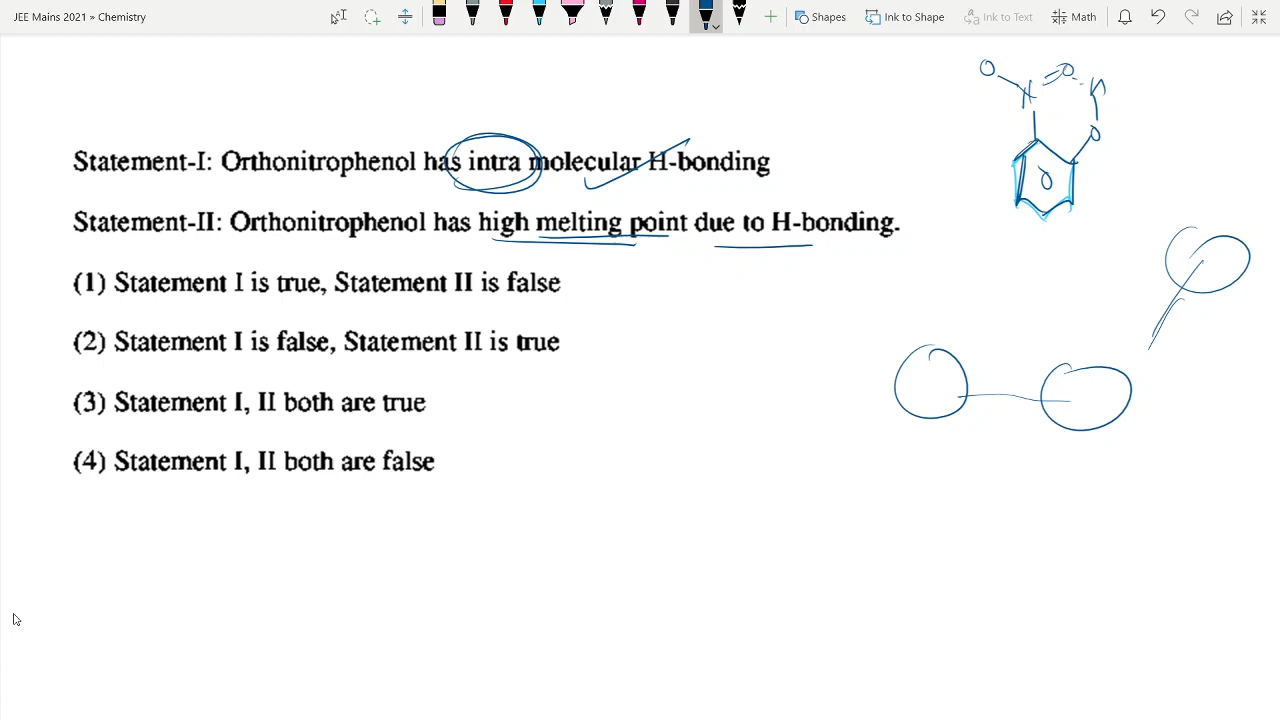 JEE Mains 2021 » Chemistry
Shapes
Ink to Shape
Ink to Text
Math
Statement-I: Orthonitrophenol has intra molecular H-bonding
Statement-II: Orthonitrophenol has high melting point due to H-bonding.
(1) Statement I is true, Statement II is false
(2) Statement I is false, Statement II is true
(3) Statement I, II both are true
(4) Statement I, II both are false
O
O
O